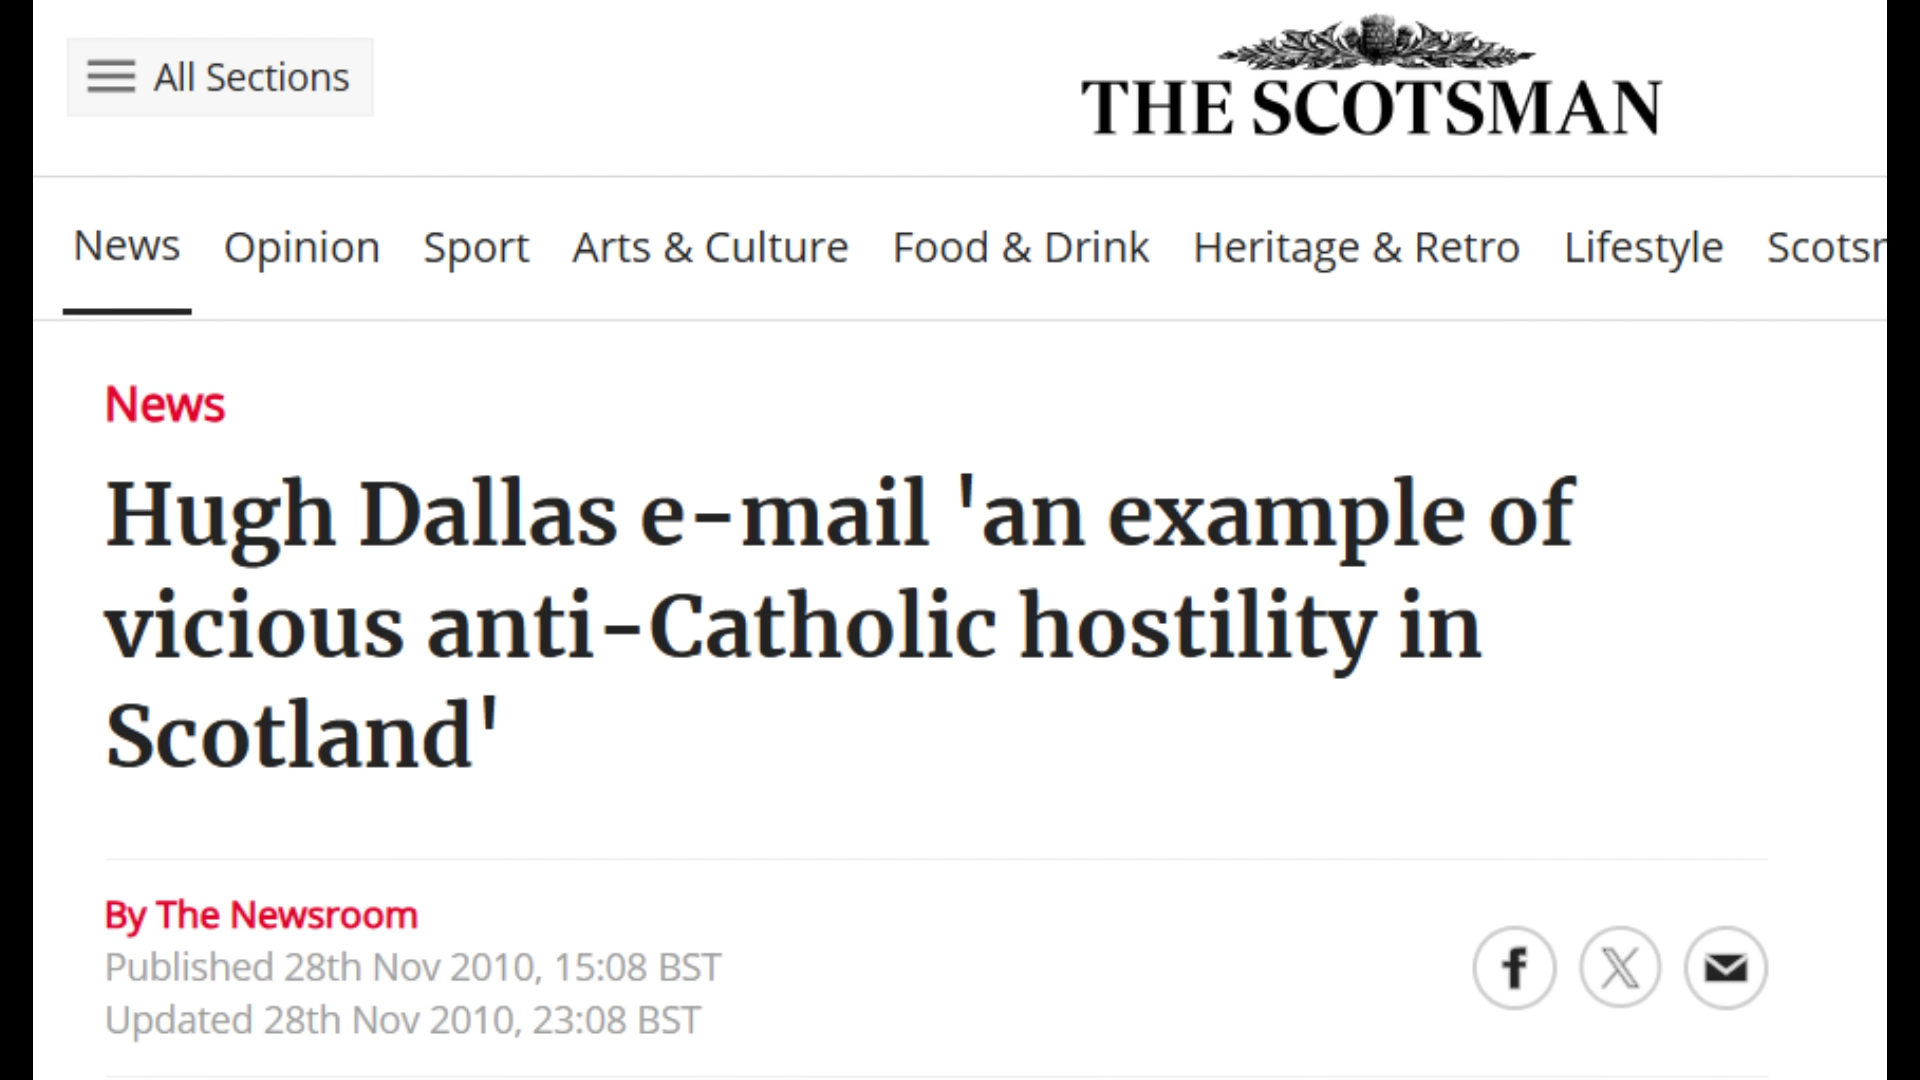 All Sections
THE SCOTSMAN
News Opinion Sport Arts & Culture Food & Drink Heritage & Retro Lifestyle Scotsr
News
Hugh Dallas e-mail 'an example of
vicious anti-Catholic hostility in
Scotland'
By The Newsroom
Published 28th Nov 2010, 15:08 BST
Updated 28th Nov 2010, 23:08 BST